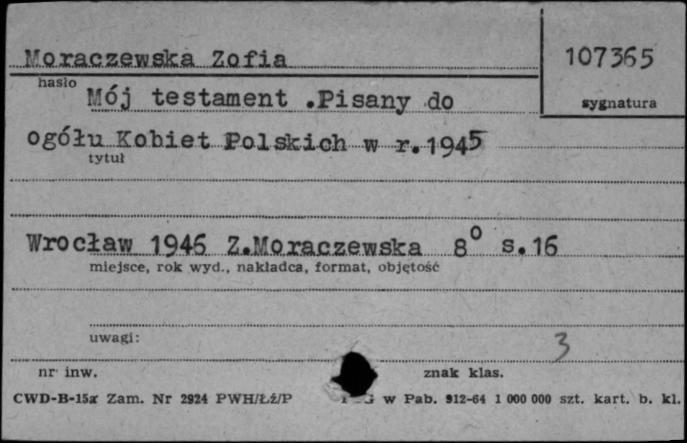 Moraczewska Zofia
107365
hasło
sygnatura
Mój testament .Pisany do
ogółu Kobiet Polskich w r.1945
tytuł
Wrocław 1946 Z.Moraczewska 8° s.16
miejsce, rok wyd., nakładca, format, objętość
uwagi: 3
nr inw. znak klas.
CWD-B-15a Zam. Nr 2924 PWH/Łź/P G w Pab. 912-64 1 000 000 szt. kart. b. kl.